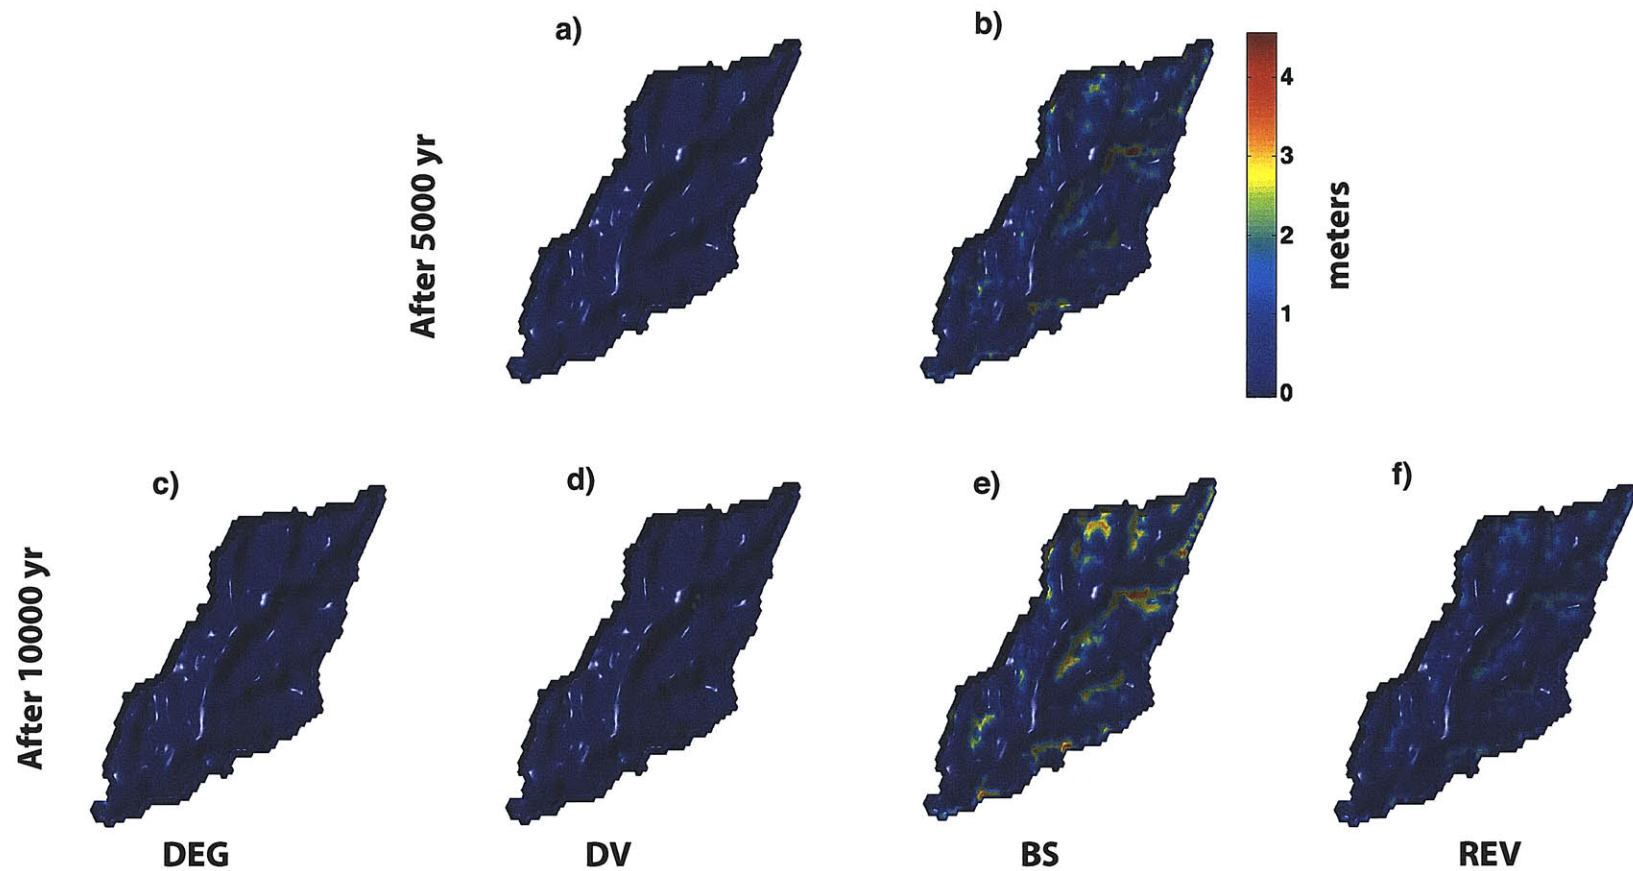 a)
b)
After 5000 yr
4
3
2
1
0
meters
c)
d)
e)
f)
After 10000 yr
DEG
DV
BS
REV